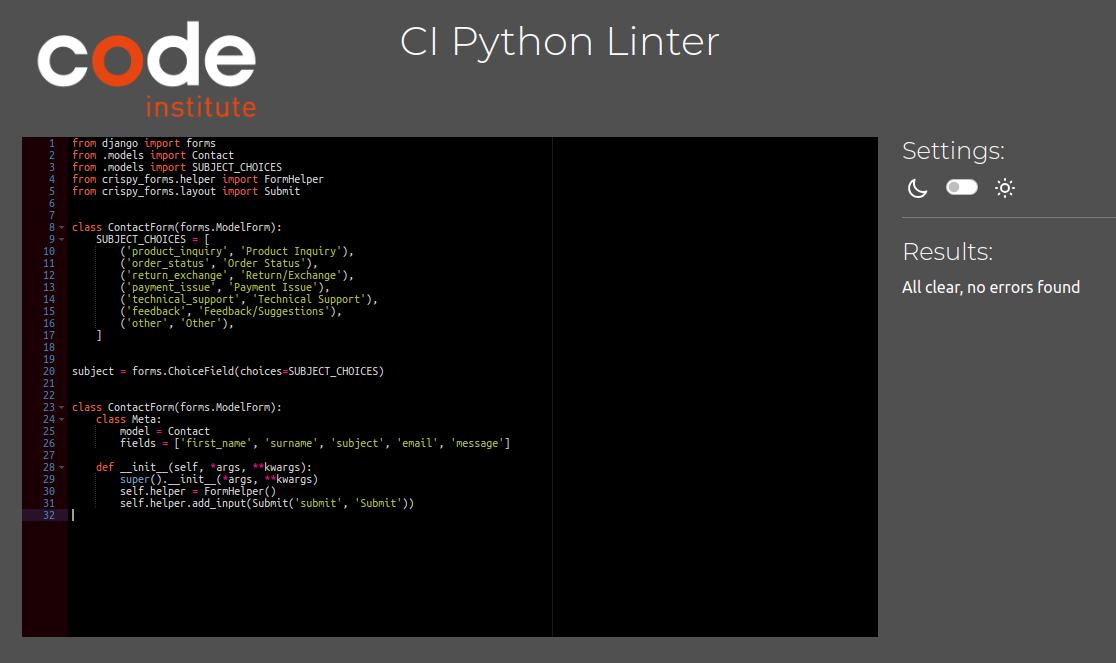 code
institute
CI Python Linter
1 from django import forms
2 from .models import Contact
3 from .models import SUBJECT_CHOICES
4 from crispy_forms.helper import FormHelper
5 from crispy_forms.layout import Submit
6
7
8 class ContactForm(forms.ModelForm):
9     SUBJECT_CHOICES = [
10         ('product_inquiry', 'Product Inquiry'),
11         ('order_status', 'Order Status'),
12         ('return_exchange', 'Return/Exchange'),
13         ('payment_issue', 'Payment Issue'),
14         ('technical_support', 'Technical Support'),
15         ('feedback', 'Feedback/Suggestions'),
16         ('other', 'Other'),
17     ]
18
19
20 subject = forms.ChoiceField(choices=SUBJECT_CHOICES)
21
22
23 class ContactForm(forms.ModelForm):
24     class Meta:
25         model = Contact
26         fields = ['first_name', 'surname', 'subject', 'email', 'message']
27
28     def __init__(self, *args, **kwargs):
29         super().__init__(*args, **kwargs)
30         self.helper = FormHelper()
31         self.helper.add_input(Submit('submit', 'Submit'))
32
Settings:
Results:
All clear, no errors found